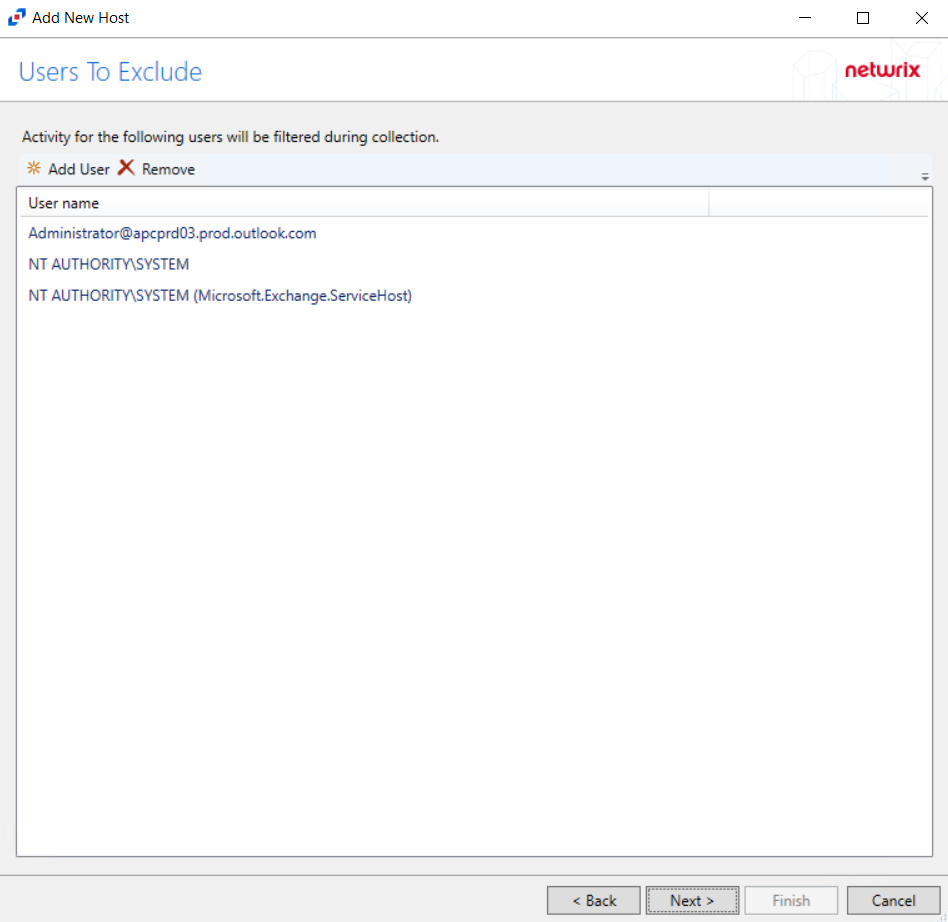 Add New Host
Users To Exclude
netwrix
Activity for the following users will be filtered during collection.
Add User Remove
User name
Administrator@apcprd03.prod.outlook.com
NT AUTHORITY\SYSTEM
NT AUTHORITY\SYSTEM (Microsoft.Exchange.ServiceHost)
< Back Next > Finish Cancel